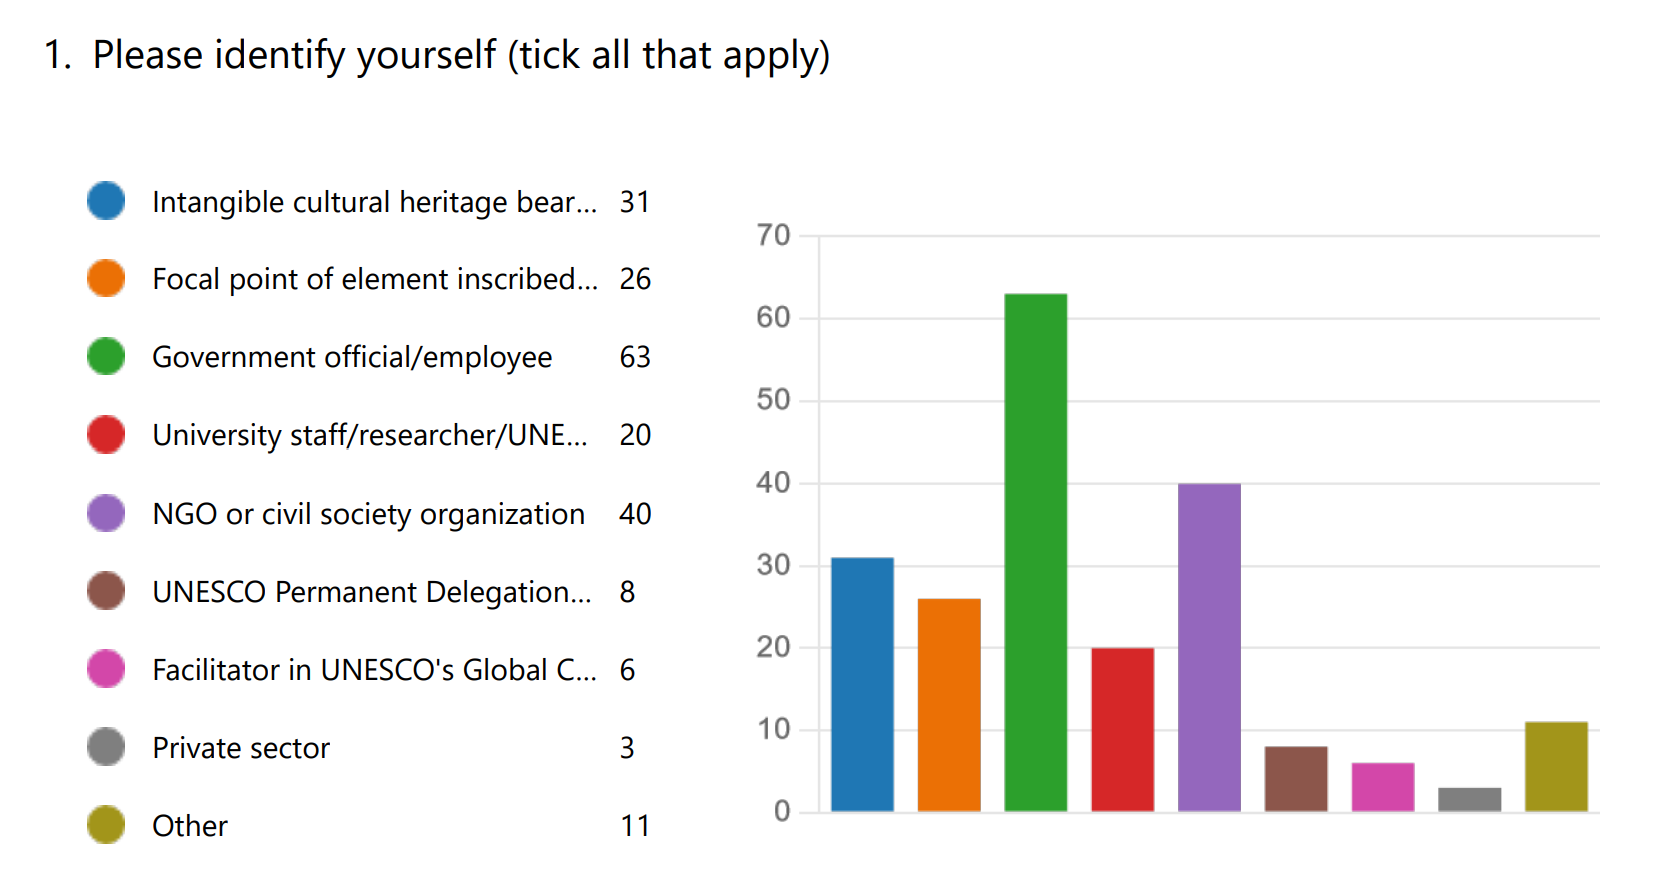 1. Please identify yourself (tick all that apply)
Intangible cultural heritage bear... 31
Focal point of element inscribed... 26
Government official/employee 63
University staff/researcher/UNE... 20
NGO or civil society organization 40
UNESCO Permanent Delegation... 8
Facilitator in UNESCO's Global C... 6
Private sector 3
Other 11
70
60
50
40
30
20
10
0